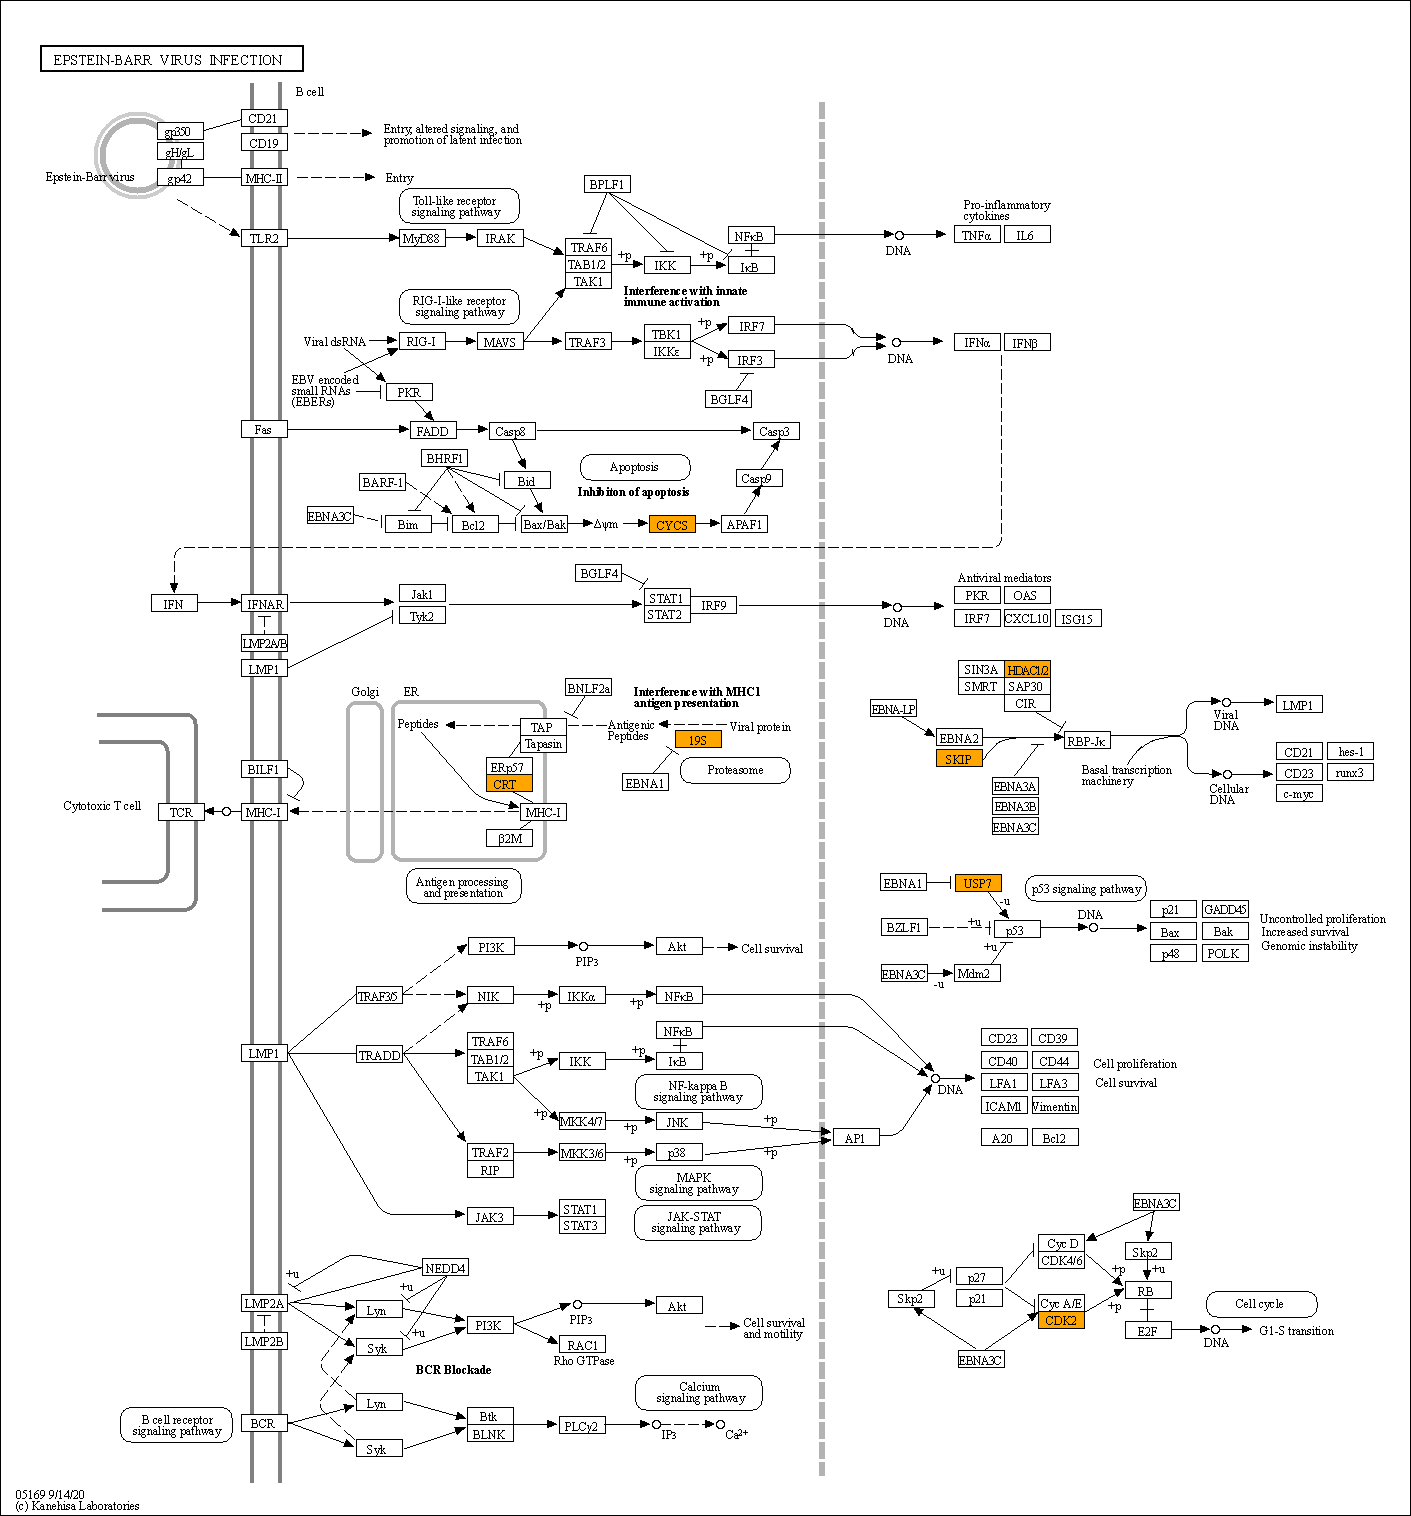 EPSTEIN-BARR VIRUS INFECTION
B cell
CD21
gp350
Entry, altered signaling, and
promotion of latent infection
CD19
gH/gL
Epstein-Barr virus
gp42
MHC-II
Entry
BPLF1
Toll-like receptor
signaling pathway
Pro-inflammatory
cytokines
TLR2
MyD88
IRAK
TRAF6
TAB1/2
TAK1
+p
IKK
+p
NFκB
IκB
DNA
TNFα
IL6
Interference with innate
immune activation
RIG-I-like receptor
signaling pathway
Viral dsRNA
RIG-I
MAVS
TRAF3
TBK1
IKKε
+p
+p
IRF7
IRF3
DNA
IFNα
IFNβ
EBV encoded
small RNAs
(EBERs)
PKR
BGLF4
Fas
FADD
Casp8
Casp3
BHRF1
Apoptosis
BARF-1
Bid
Casp9
Inhibiton of apoptosis
EBNA3C
Bim
Bcl2
Bax/Bak
Δψm
CYCS
APAF1
BGLF4
Antiviral mediators
IFN
IFNAR
Jak1
Tyk2
STAT1
STAT2
IRF9
DNA
PKR
OAS
IRF7
CXCL10
ISG15
LMP2A/B
LMP1
SIN3A
HDAC1/2
SMRT
SAP30
CIR
Golgi
ER
BNLF2a
Interference with MHC1
antigen presentation
Peptides
TAP
Tapasin
Antigenic
Peptides
Viral protein
19S
EBNA-LP
EBNA2
SKIP
RBP-Jκ
Viral
DNA
LMP1
BILF1
ERp57
CRT
EBNA1
Proteasome
EBNA3A
EBNA3B
EBNA3C
Basal transcription
machinery
Cellular
DNA
CD21
hes-1
CD23
runx3
c-myc
Cytotoxic T cell
TCR
MHC-I
MHC-I
β2M
Antigen processing
and presentation
EBNA1
USP7
p53 signaling pathway
-u
BZLF1
+u
p53
DNA
+u
EBNA3C
-u
Mdm2
p21
GADD45
Bax
Bak
p48
POLK
Uncontrolled proliferation
Increased survival
Genomic instability
PI3K
PIP3
Akt
Cell survival
TRAF3/5
NIK
+p
IKKα
+p
NFκB
LMP1
TRADD
TRAF6
TAB1/2
TAK1
+p
IKK
+p
NFκB
IκB
NF-kappa B
signaling pathway
DNA
CD23
CD39
CD40
CD44
LFA1
LFA3
ICAM1
Vimentin
A20
Bcl2
Cell proliferation
Cell survival
+p
MKK4/7
+p
JNK
+p
AP1
TRAF2
RIP
MKK3/6
+p
p38
+p
MAPK
signaling pathway
JAK3
STAT1
STAT3
JAK-STAT
signaling pathway
EBNA3C
Cyc D
CDK4/6
Skp2
+p
+u
+u
p27
p21
Skp2
RB
Cyc A/E
CDK2
+p
E2F
DNA
G1-S transition
Cell cycle
EBNA3C
NEDD4
+u
+u
LMP2A
Lyn
+u
Syk
PI3K
PIP3
Akt
RAC1
Rho GTPase
Cell survival
and motility
LMP2B
BCR Blockade
Calcium
signaling pathway
B cell receptor
signaling pathway
BCR
Lyn
Syk
Btk
BLNK
PLCγ2
IP3
Ca2+
05169 9/14/20
(c) Kanehisa Laboratories